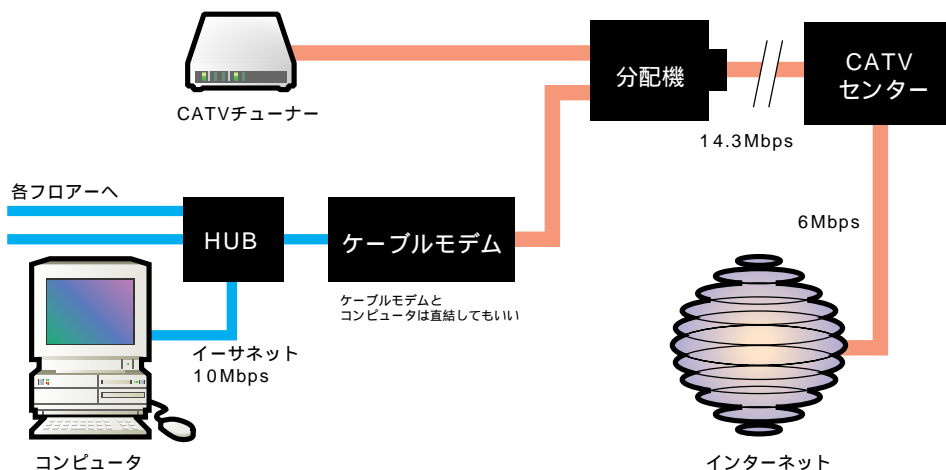 CATV
センター
分配機
CATVチューナー
14.3Mbps
各フロアーへ
6Mbps
HUB
ケーブルモデム
ケーブルモデムと
コンピュータは直結してもいい
イーサネット
10Mbps
コンピュータ
インターネット